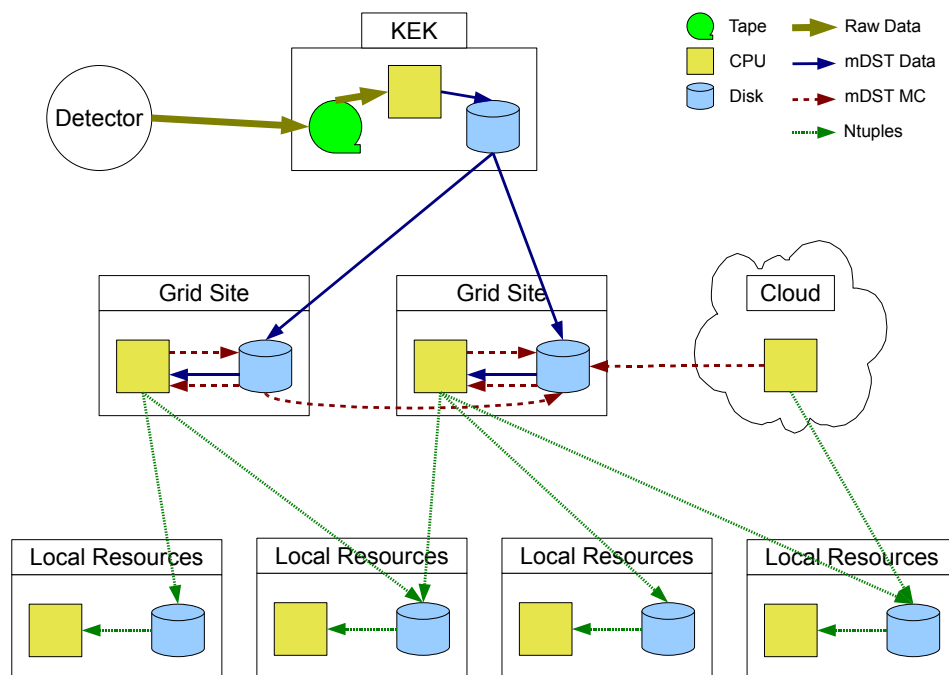 KEK
Tape
Raw Data
CPU
mDST Data
Disk
mDST MC
Ntuples
Detector
Grid Site
Grid Site
Cloud
Local Resources
Local Resources
Local Resources
Local Resources